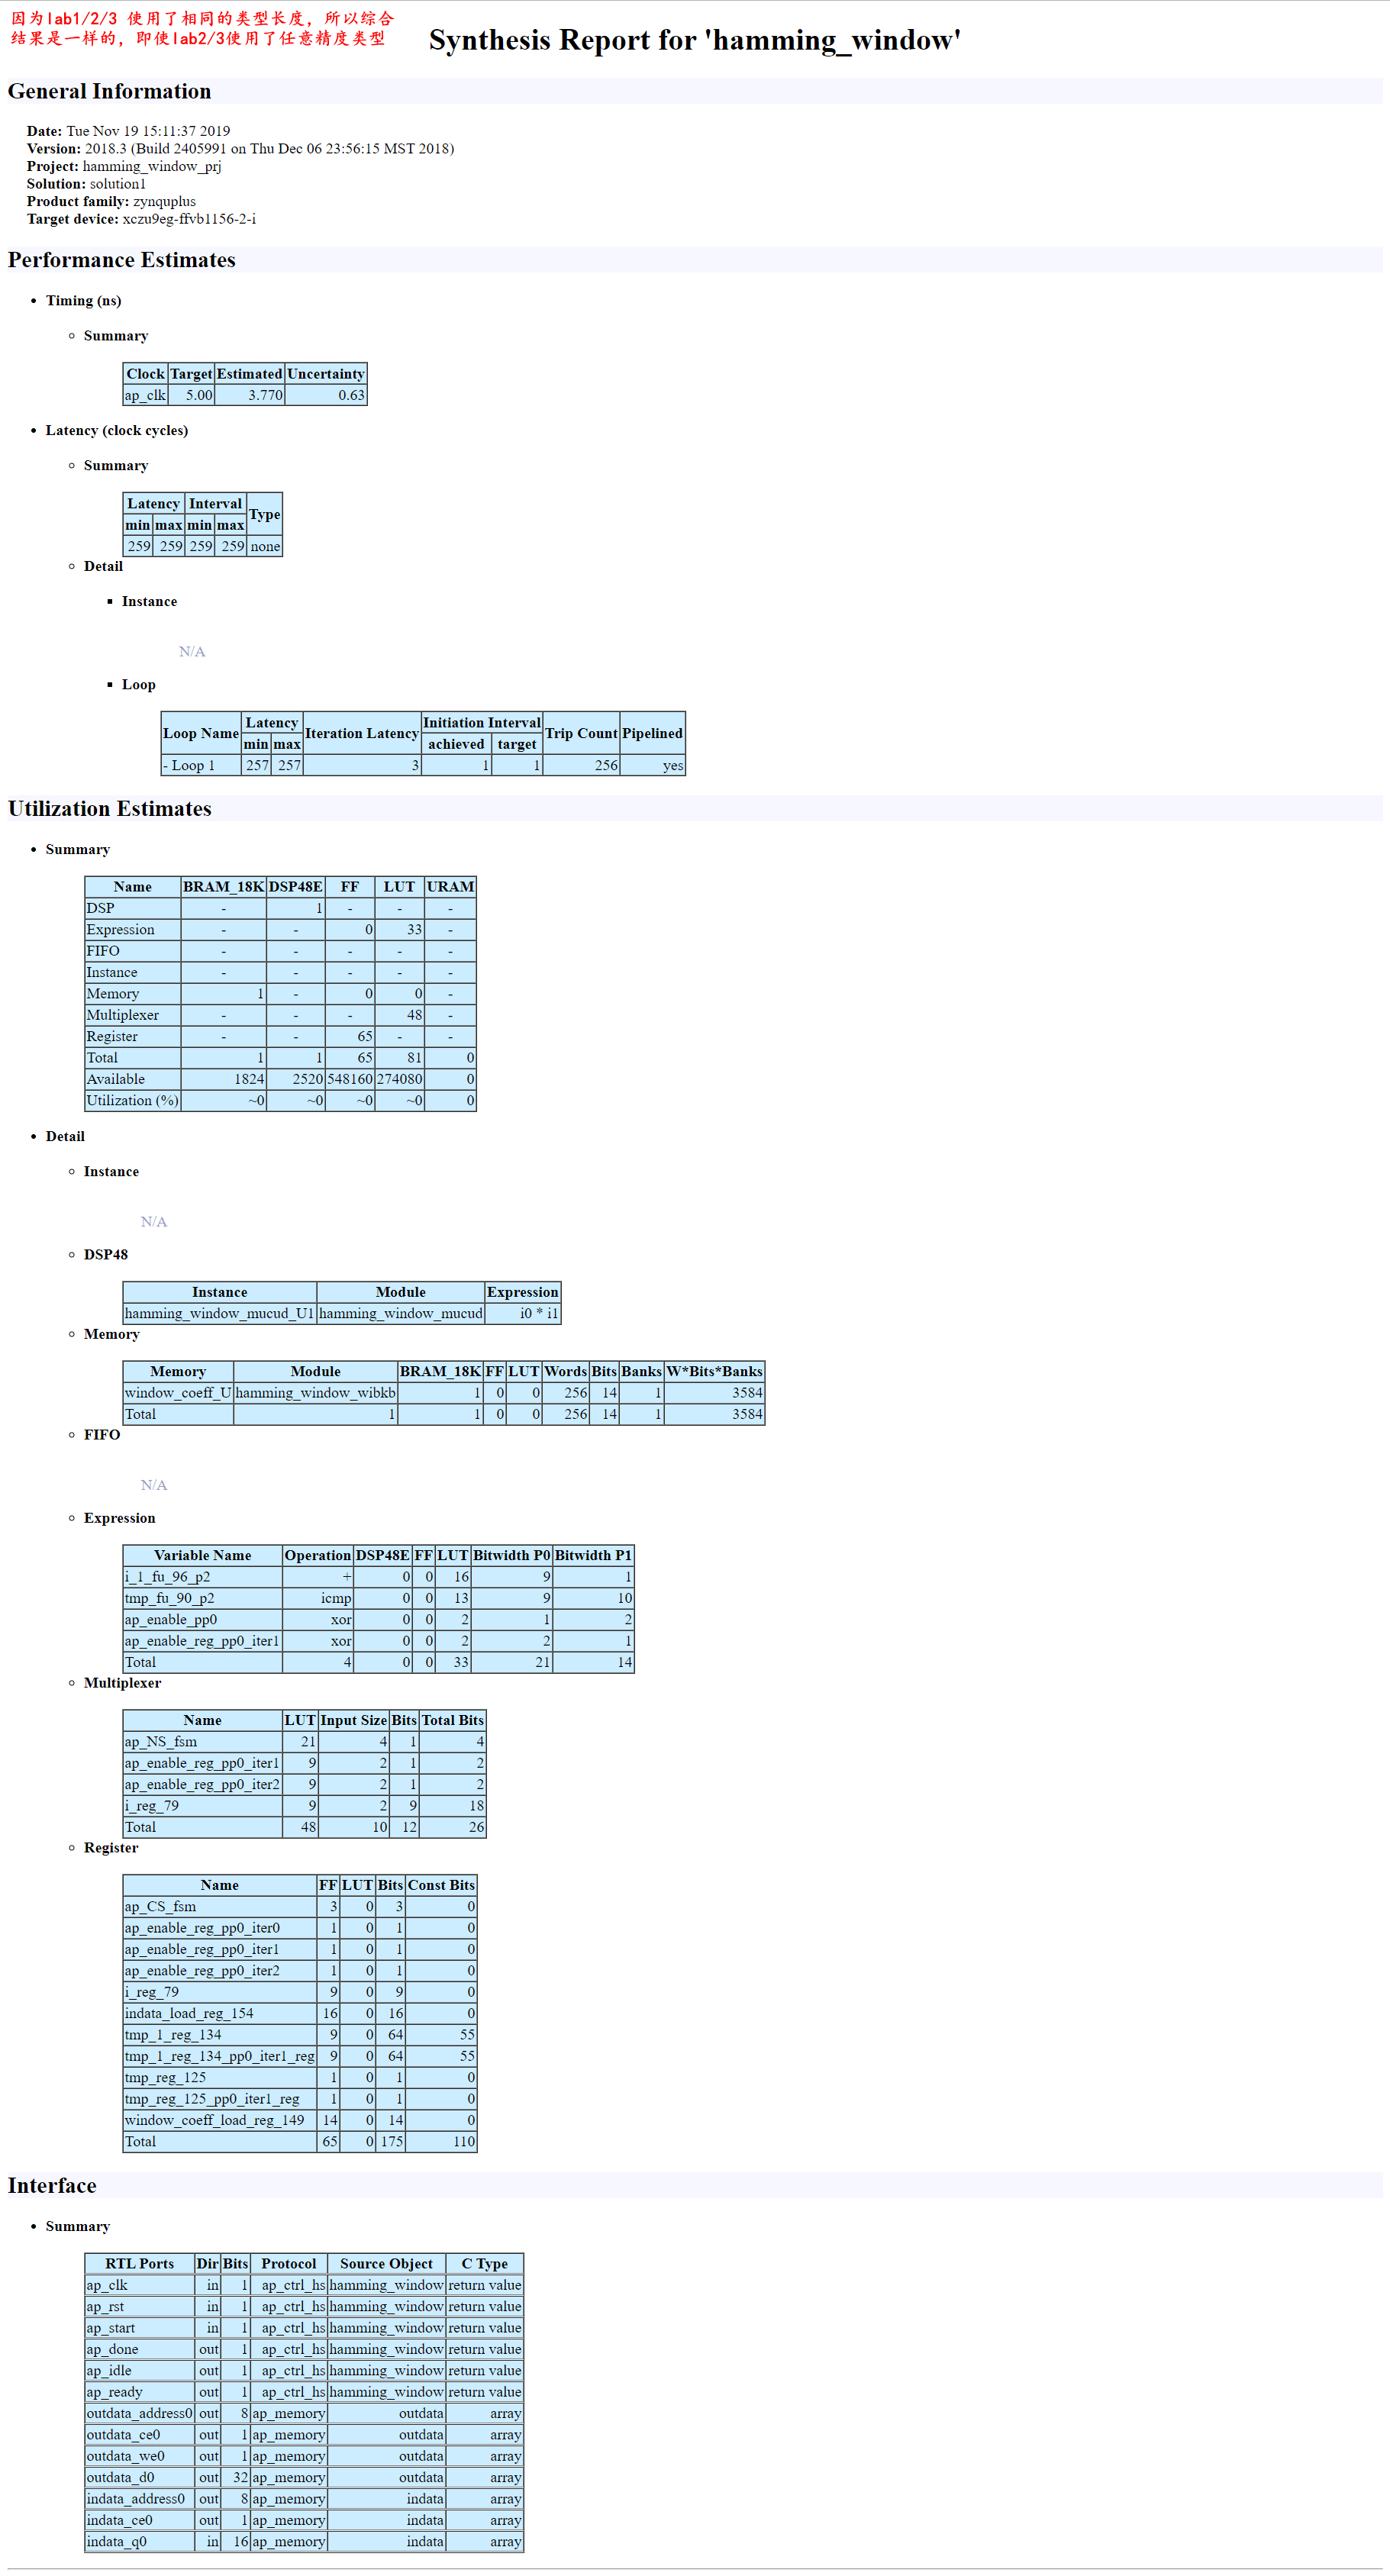 因为lab1/2/3 使用了相同的类型长度，所以综合
结果是一样的，即使lab2/3使用了任意精度类型
Synthesis Report for 'hamming_window'
General Information
Date: Tue Nov 19 15:11:37 2019
Version: 2018.3 (Build 2405991 on Thu Dec 06 23:56:15 MST 2018)
Project: hamming_window_prj
Solution: solution1
Product family: zynquplus
Target device: xczu9eg-ffvb1156-2-i
Performance Estimates
Timing (ns)
Summary
Clock Target Estimated Uncertainty
ap_clk 5.00 3.770 0.63
Latency (clock cycles)
Summary
Latency Interval Type
min max min max
259 259 259 259 none
Detail
Instance
N/A
Loop
Loop Name Latency Iteration Latency Initiation Interval Trip Count Pipelined
min max achieved target
- Loop 1 257 257 3 1 1 256 yes
Utilization Estimates
Summary
Name BRAM_18K DSP48E FF LUT URAM
DSP - 1 - - -
Expression - - 0 33 -
FIFO - - - - -
Instance - - - - -
Memory 1 - 0 0 -
Multiplexer - - - 48 -
Register - - 65 - -
Total 1 1 65 81 0
Available 1824 2520 548160 274080 0
Utilization (%) ~0 ~0 ~0 ~0 0
Detail
Instance
N/A
DSP48
Instance Module Expression
hamming_window_mucud_U1 hamming_window_mucud i0 * i1
Memory
Memory Module BRAM_18K FF LUT Words Bits Banks W*Bits*Banks
window_coeff_U hamming_window_wibkb 1 0 0 256 14 1 3584
Total 1 1 0 0 256 14 1 3584
FIFO
N/A
Expression
Variable Name Operation DSP48E FF LUT Bitwidth P0 Bitwidth P1
i_1_fu_96_p2 + 0 0 16 9 1
tmp_fu_90_p2 icmp 0 0 13 9 10
ap_enable_pp0 xor 0 0 2 1 2
ap_enable_reg_pp0_iter1 xor 0 0 2 2 1
Total 4 0 0 33 21 14
Multiplexer
Name LUT Input Size Bits Total Bits
ap_NS_fsm 21 4 1 4
ap_enable_reg_pp0_iter1 9 2 1 2
ap_enable_reg_pp0_iter2 9 2 1 2
i_reg_79 9 2 9 18
Total 48 10 12 26
Register
Name FF LUT Bits Const Bits
ap_CS_fsm 3 0 3 0
ap_enable_reg_pp0_iter0 1 0 1 0
ap_enable_reg_pp0_iter1 1 0 1 0
ap_enable_reg_pp0_iter2 1 0 1 0
i_reg_79 9 0 9 0
indata_load_reg_154 16 0 16 0
tmp_1_reg_134 9 0 64 55
tmp_1_reg_134_pp0_iter1_reg 9 0 64 55
tmp_reg_125 1 0 1 0
tmp_reg_125_pp0_iter1_reg 1 0 1 0
window_coeff_load_reg_149 14 0 14 0
Total 65 0 175 110
Interface
Summary
RTL Ports Dir Bits Protocol Source Object C Type
ap_clk in 1 ap_ctrl_hs hamming_window return value
ap_rst in 1 ap_ctrl_hs hamming_window return value
ap_start in 1 ap_ctrl_hs hamming_window return value
ap_done out 1 ap_ctrl_hs hamming_window return value
ap_idle out 1 ap_ctrl_hs hamming_window return value
ap_ready out 1 ap_ctrl_hs hamming_window return value
outdata_address0 out 8 ap_memory outdata array
outdata_ce0 out 1 ap_memory outdata array
outdata_we0 out 1 ap_memory outdata array
outdata_d0 out 32 ap_memory outdata array
indata_address0 out 8 ap_memory indata array
indata_ce0 out 1 ap_memory indata array
indata_q0 in 16 ap_memory indata array